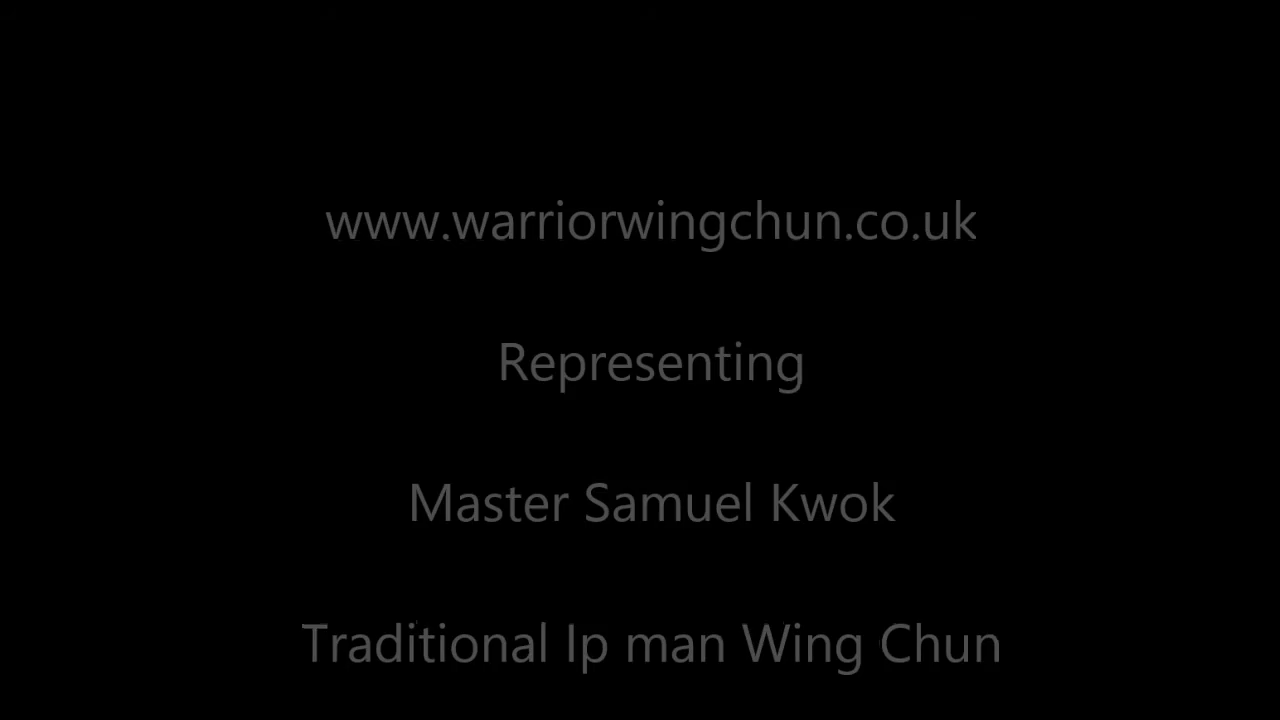 www.warriorwingchun.co.uk
Representing
Master Samuel Kwok
Traditional Ip man Wing Chun